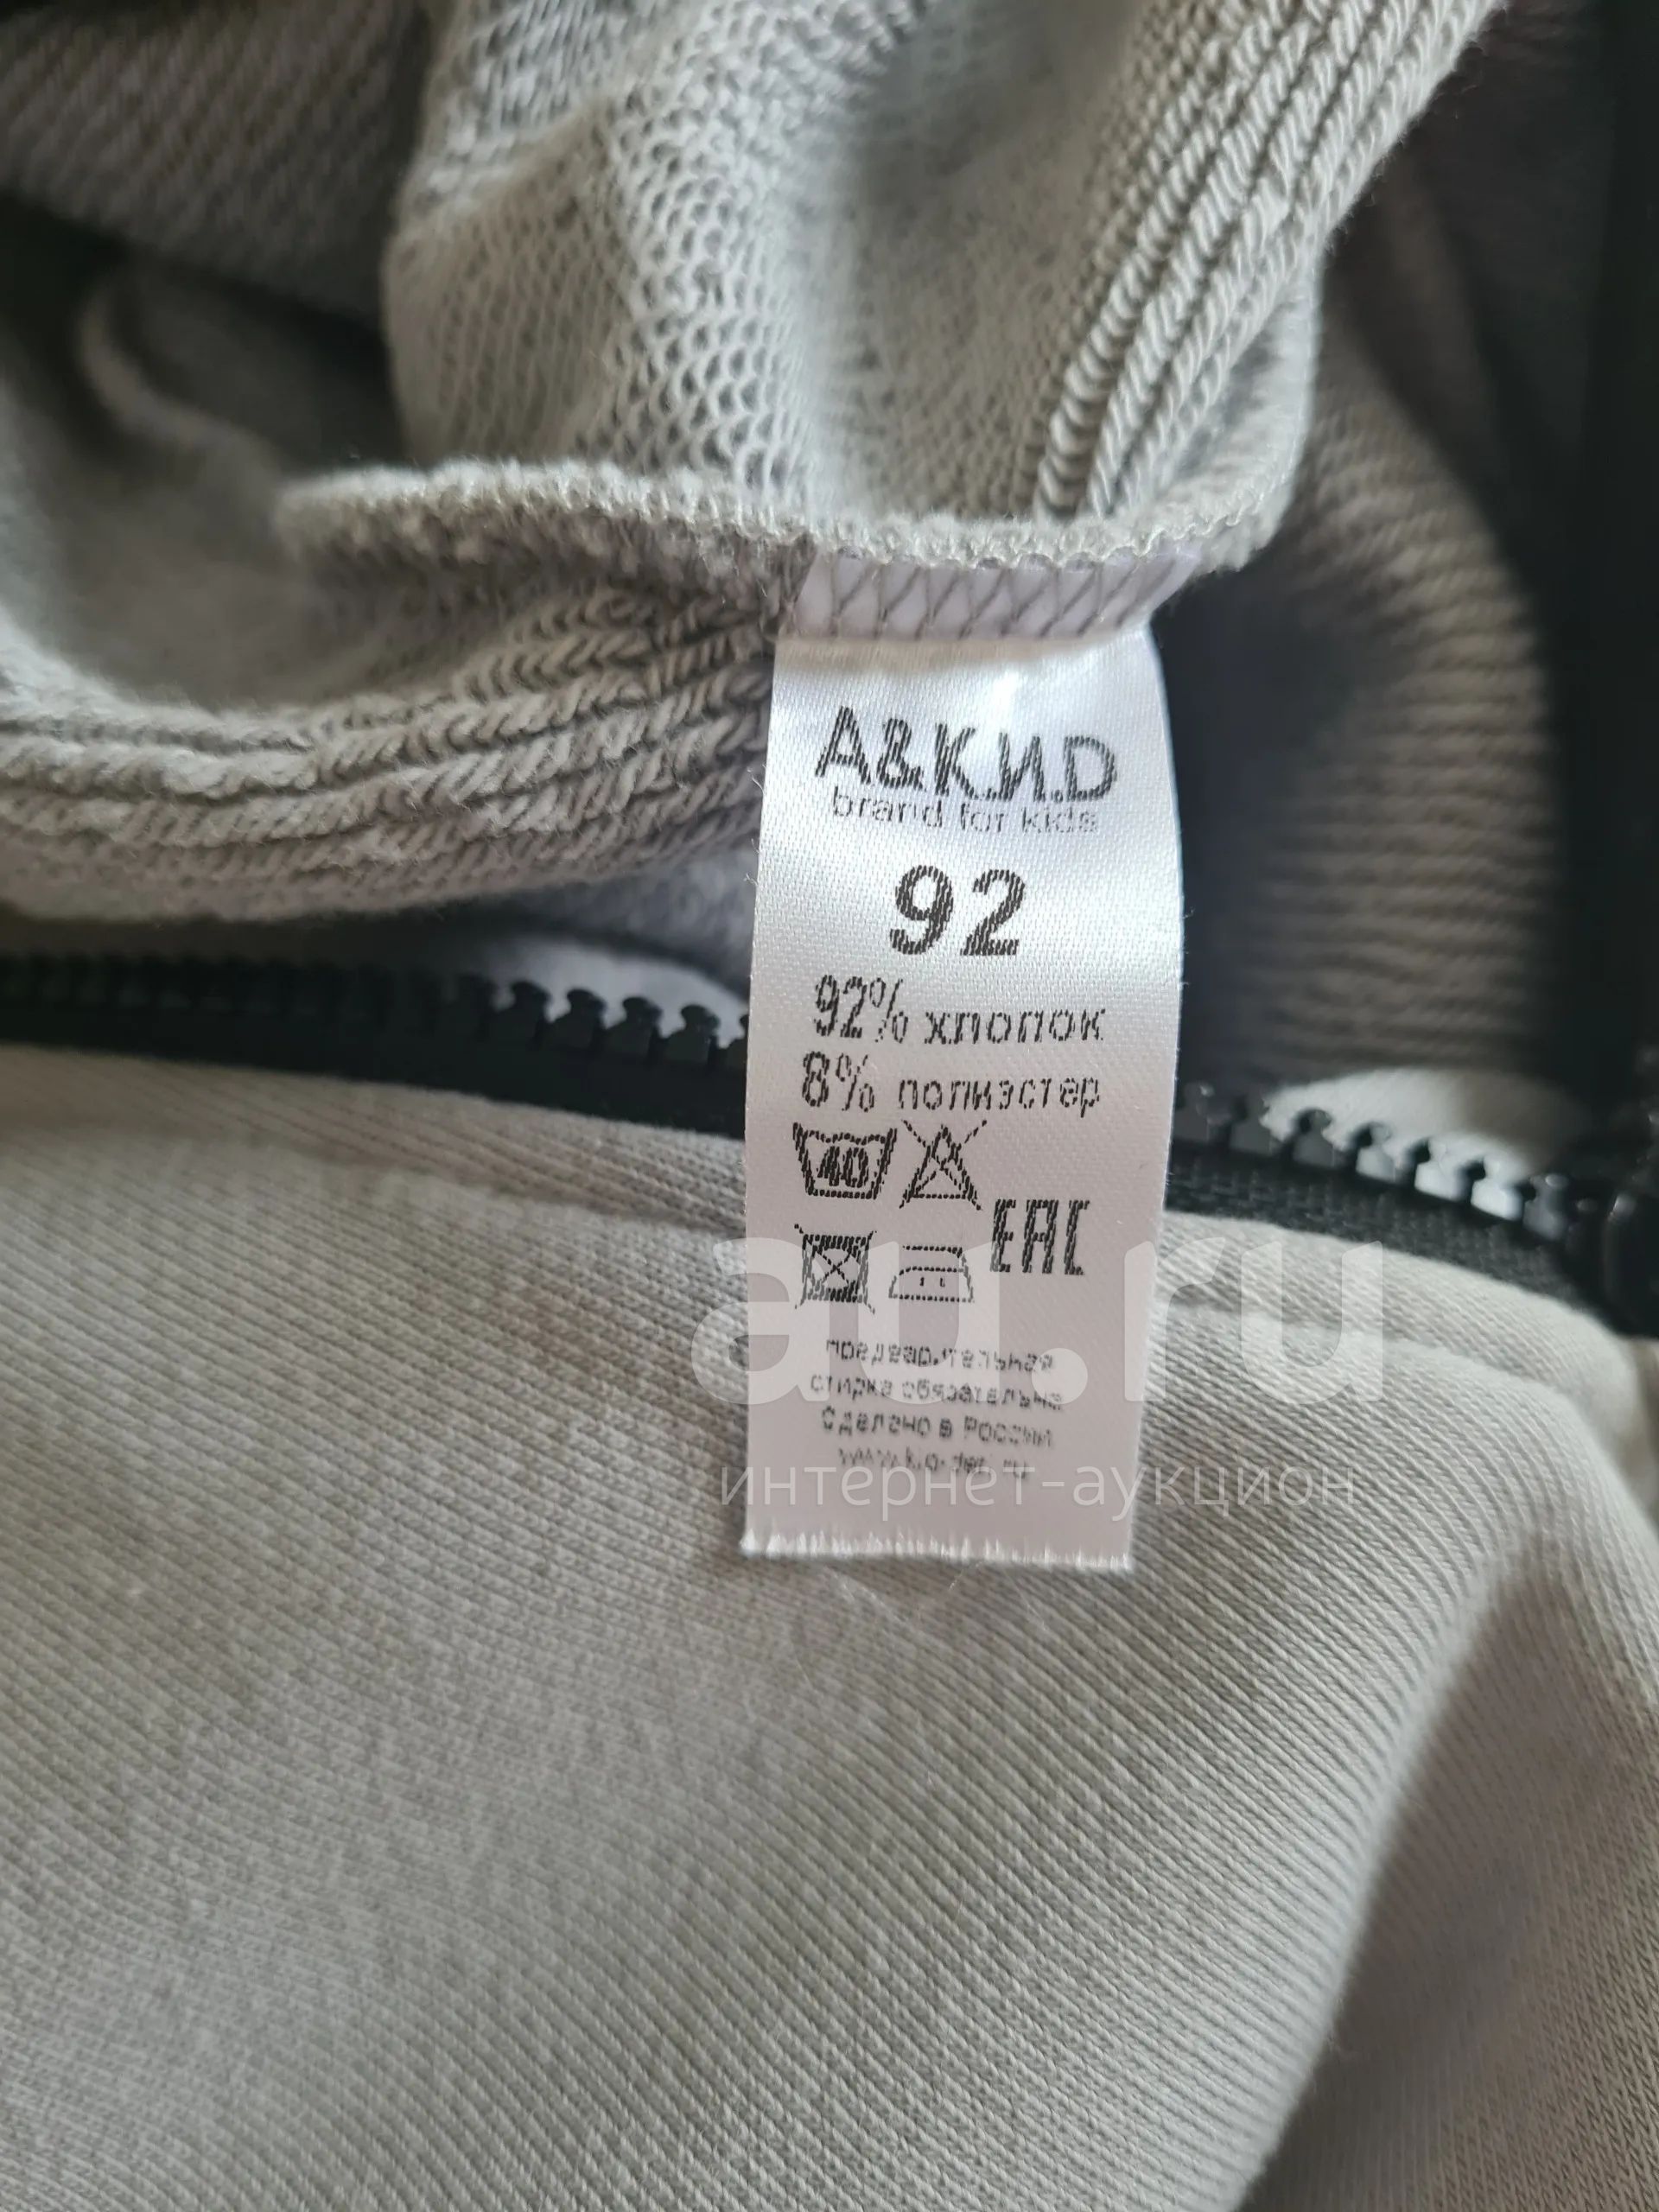 А&К.И.D
brand for kids
92
92% хлопок
8% полиэстер
40
EAC
предварительная
стирка обязательна
Сделано в России
au.ru
интернет-аукцион